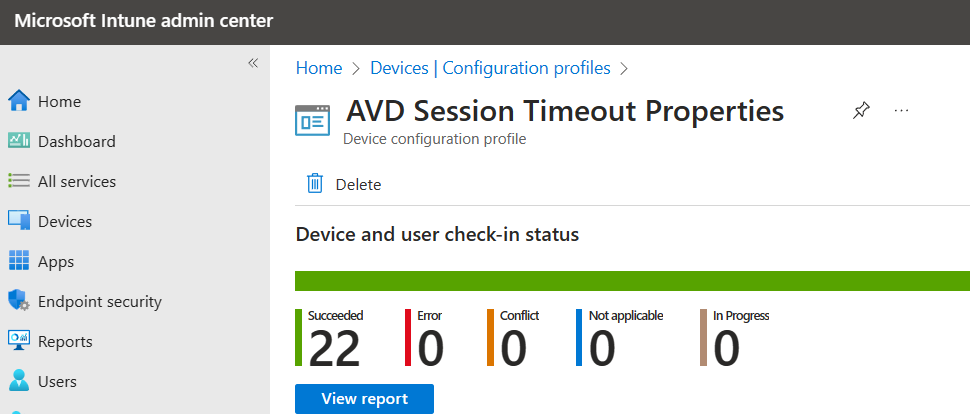 Microsoft Intune admin center
«
Home
Dashboard
All services
Devices
Apps
Endpoint security
Reports
Users
Home > Devices | Configuration profiles >
AVD Session Timeout Properties
...
Device configuration profile
Delete
Device and user check-in status
Succeeded Error Conflict Not applicable In Progress
22 0 0 0 0
View report